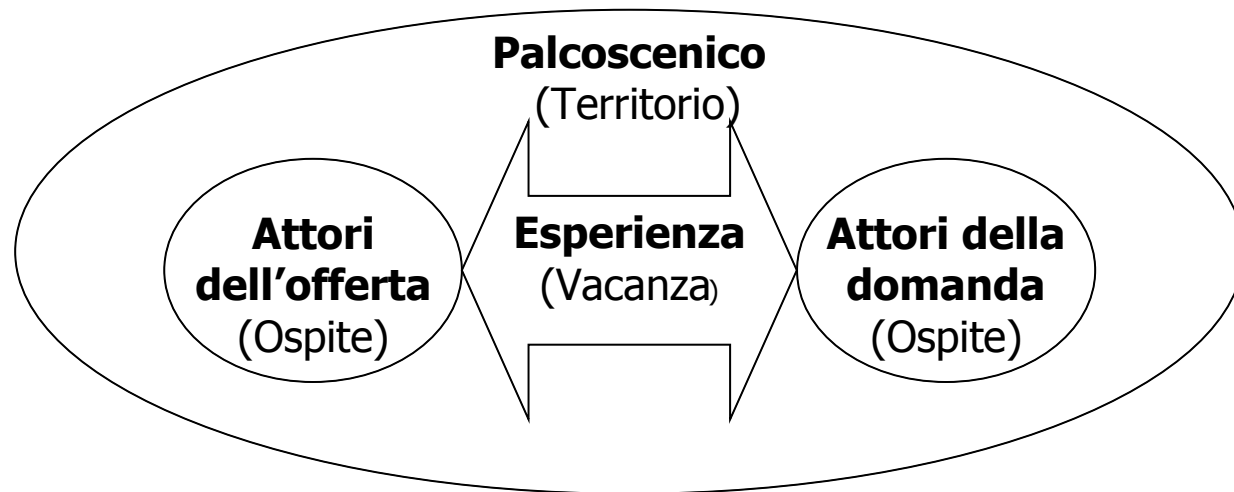 Palcoscenico
(Territorio)
Attori
dell’offerta
(Ospite)
Esperienza
(Vacanza)
Attori della
domanda
(Ospite)